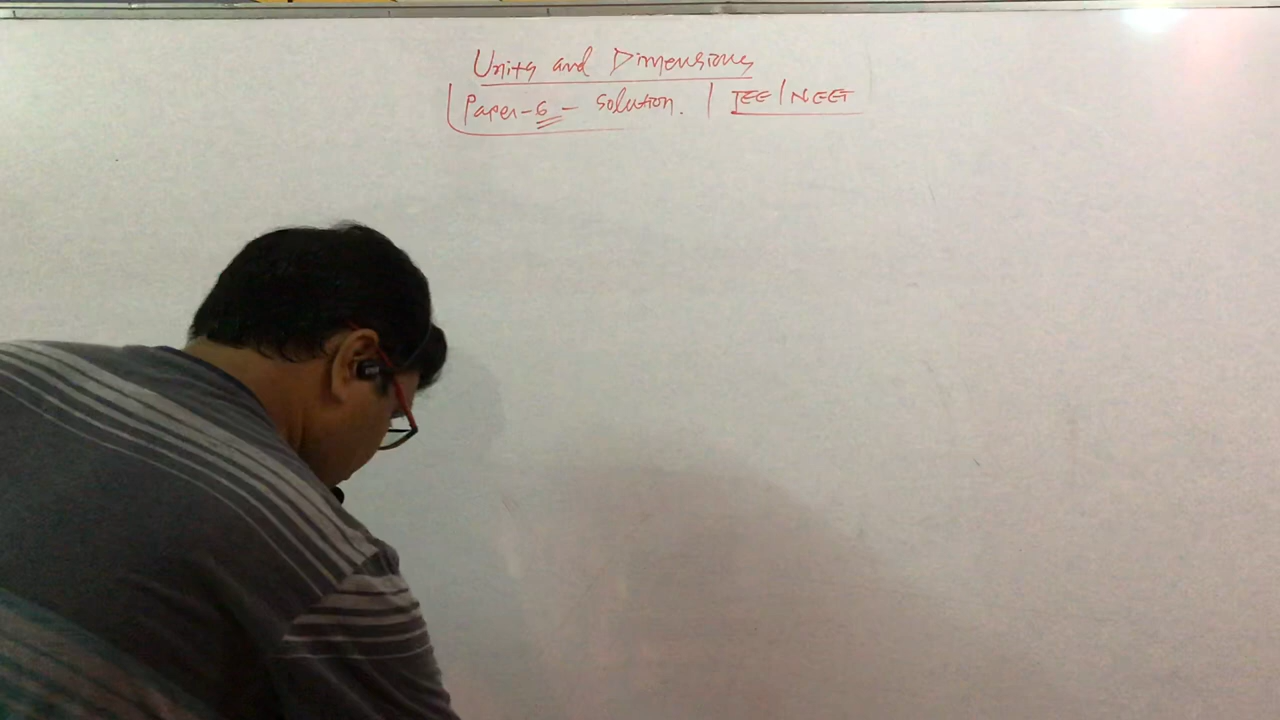 Units and Dimensions
Paper-6 - Solution. | JEE/NEET